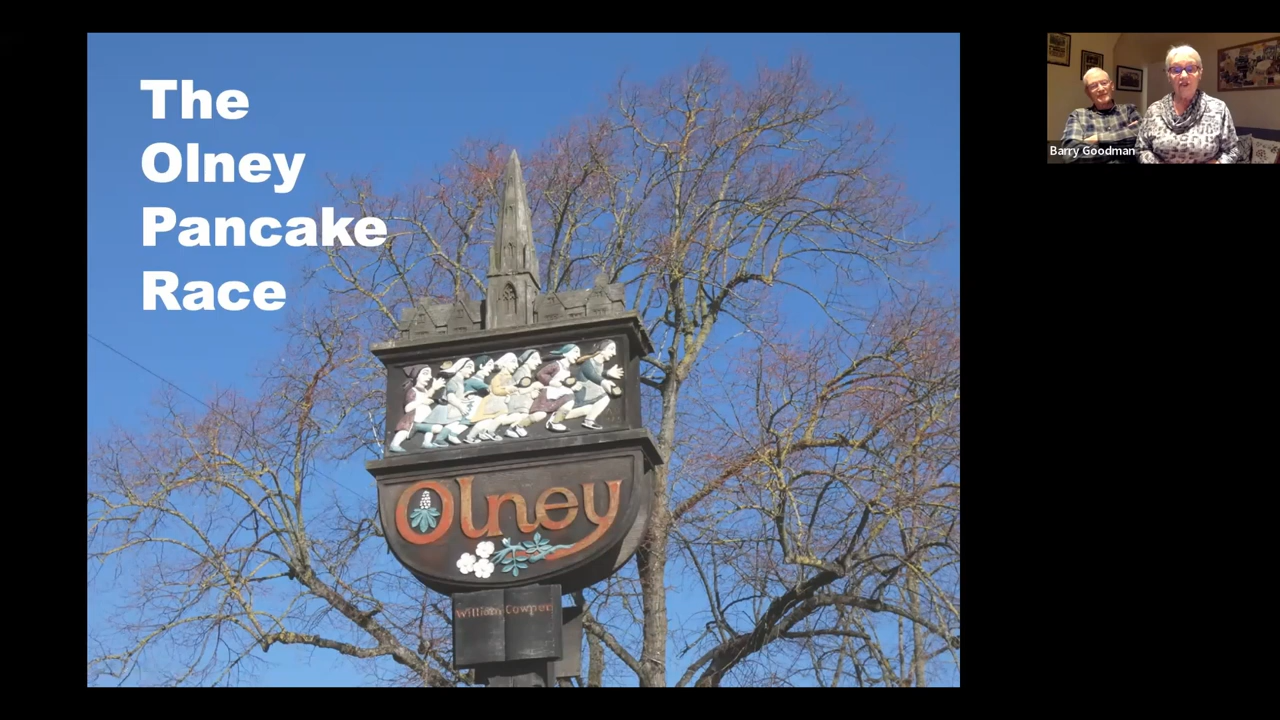 The
Olney
Pancake
Race
Olney
William Cowper
Barry Goodman